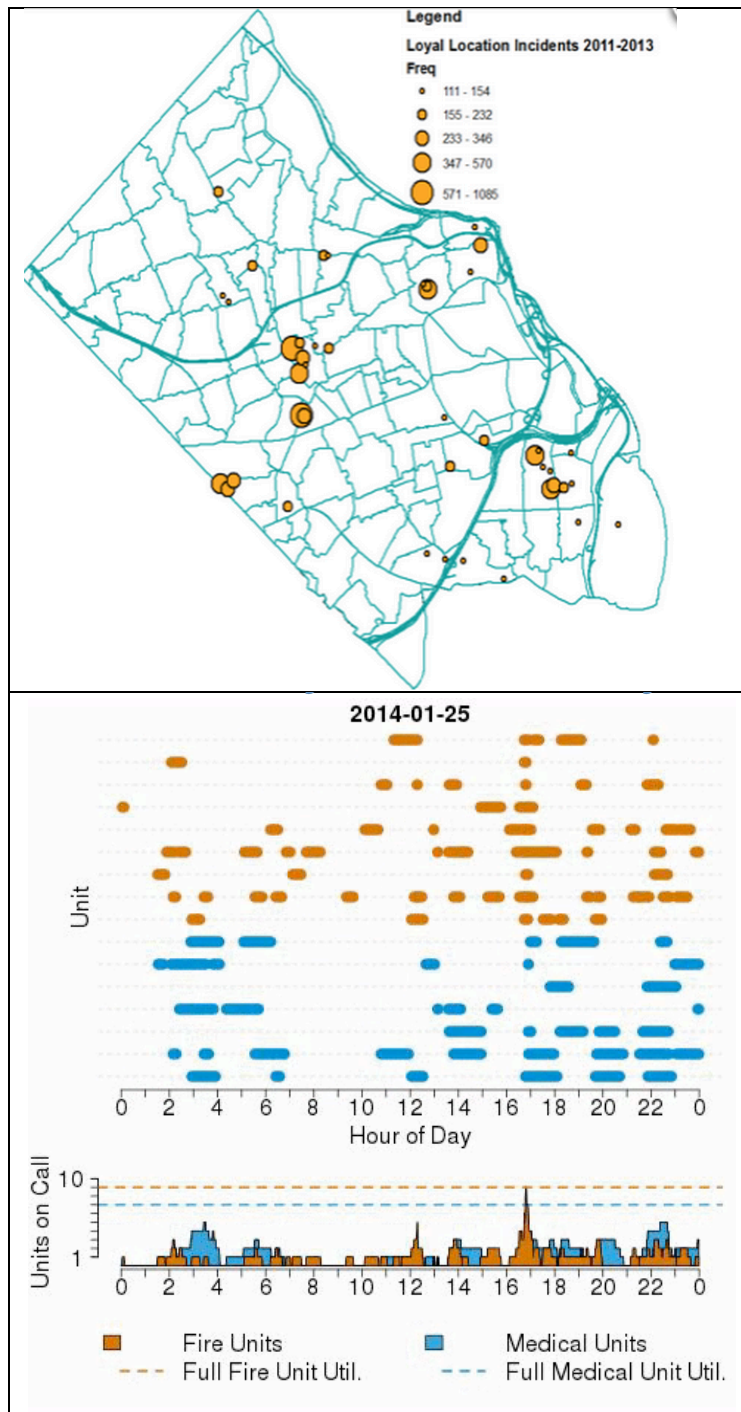 Legend
Loyal Location Incidents 2011-2013
Freq
111 - 154
155 - 232
233 - 346
347 - 570
571 - 1085
2014-01-25
Unit
0 2 4 6 8 10 12 14 16 18 20 22 0
Hour of Day
Units on Call
10
1
0 2 4 6 8 10 12 14 16 18 20 22 0
Fire Units Medical Units
Full Fire Unit Util. Full Medical Unit Util.